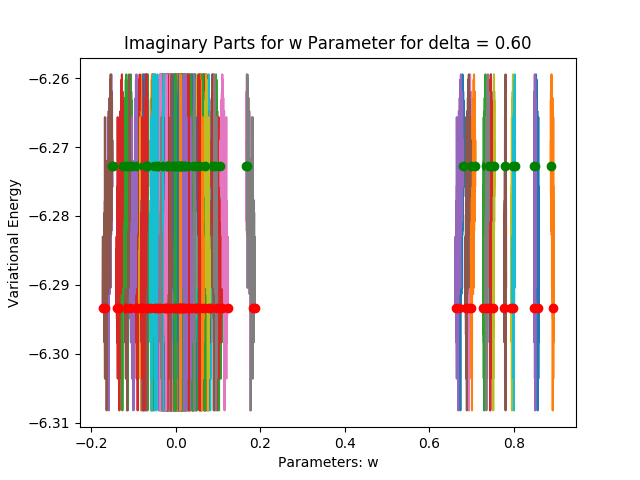 Imaginary Parts for w Parameter for delta = 0.60
Variational Energy
−6.26
−6.27
−6.28
−6.29
−6.30
−6.31
−0.2 0.0 0.2 0.4 0.6 0.8
Parameters: w